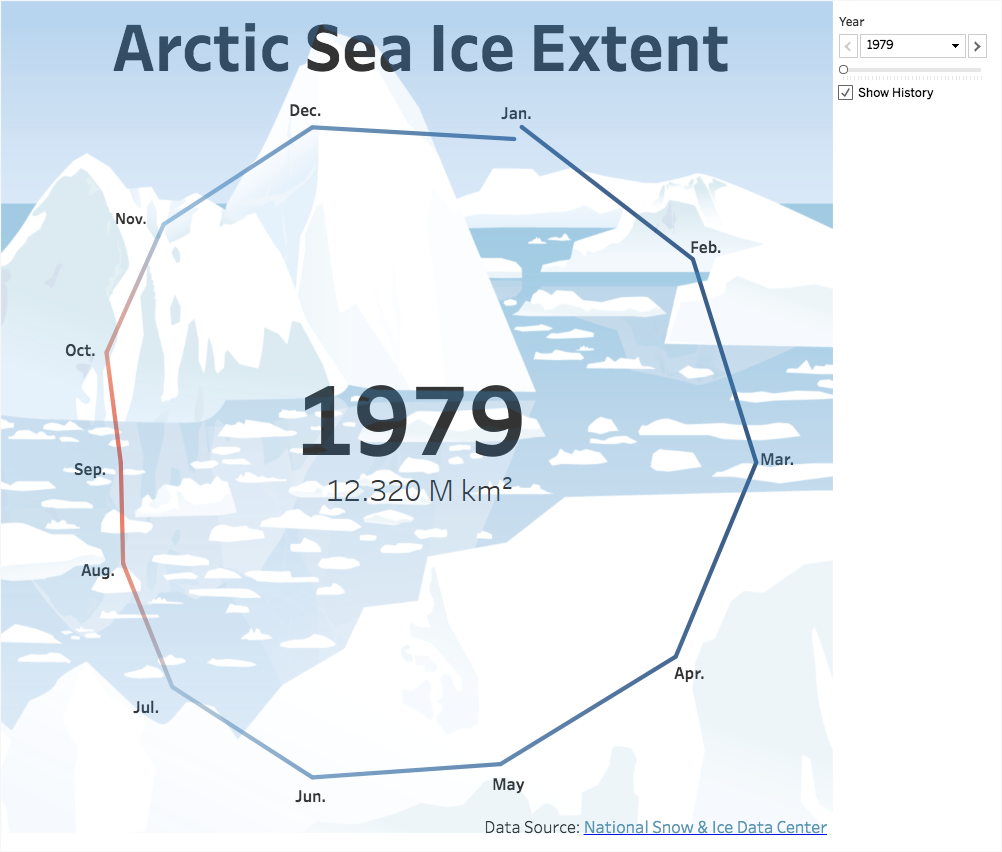 Arctic Sea Ice Extent
Year
1979
Show History
Dec.
Jan.
Nov.
Feb.
Oct.
1979
Mar.
Sep.
12.320 M km²
Aug.
Apr.
Jul.
May
Jun.
Data Source: National Snow & Ice Data Center